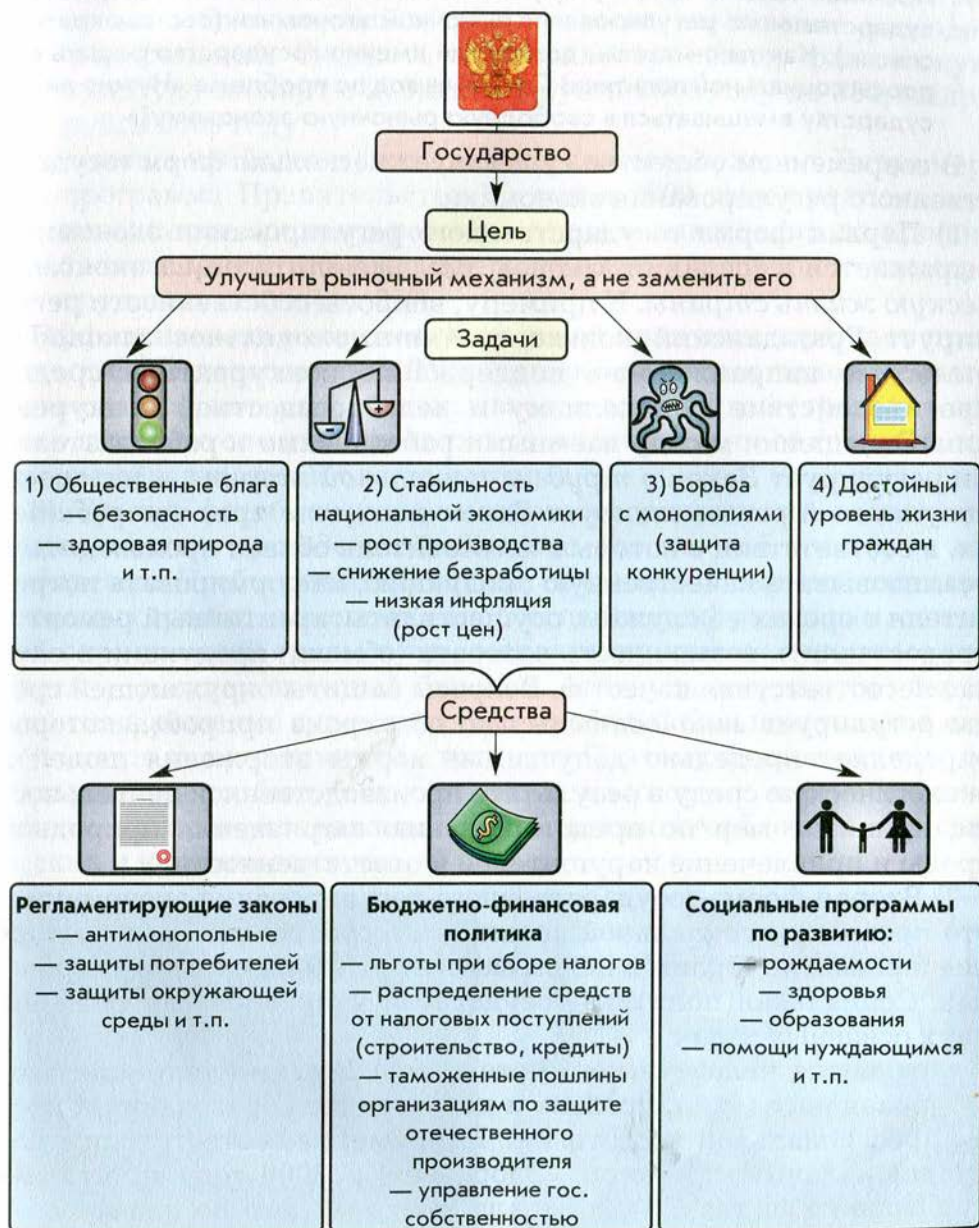 Государство
Цель
Улучшить рыночный механизм, а не заменить его
Задачи
1) Общественные блага
безопасность
— здоровая природа
и т.п.
2) Стабильность
национальной экономики
— рост производства
— снижение безработицы
— низкая инфляция
(рост цен)
3) Борьба
с монополиями
(защита
конкуренции)
4) Достойный
уровень жизни
граждан
Средства
Регламентирующие законы
— антимонопольные
— защиты потребителей
— защиты окружающей
среды и т.п.
Бюджетно-финансовая
политика
— льготы при сборе налогов
— распределение средств
от налоговых поступлений
(строительство, кредиты)
— таможенные пошлины
организациям по защите
отечественного
производителя
— управление гос.
собственностью
Социальные программы
по развитию:
— рождаемости
— здоровья
— образования
— помощи нуждающимся
и т.п.